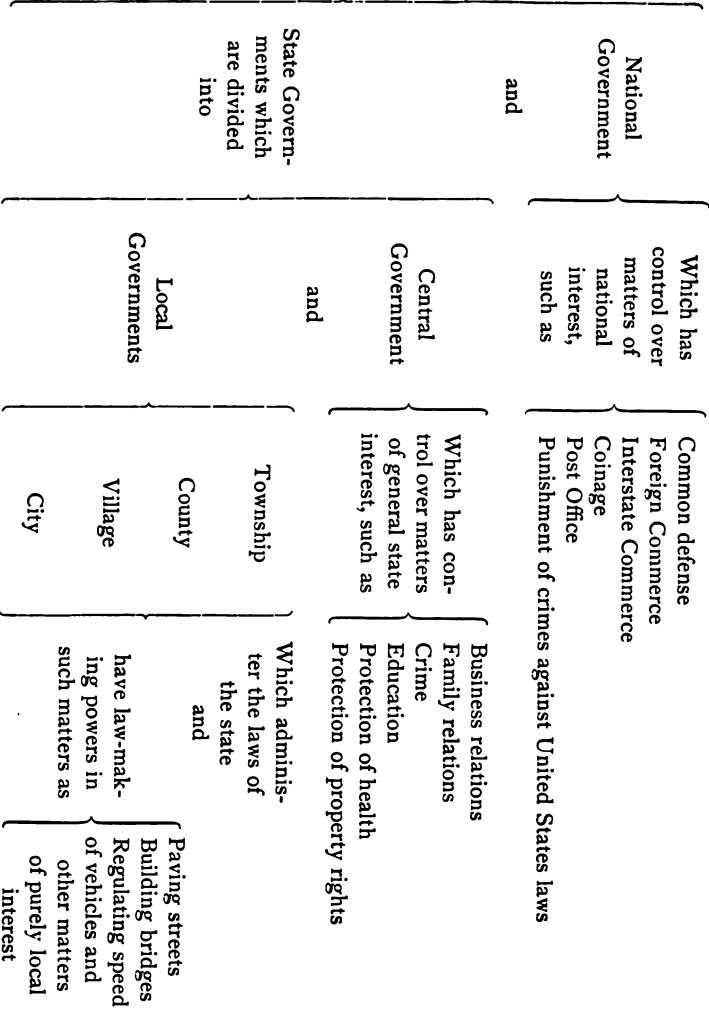 National
Government
and
State Govern-
ments which
are divided
into
Which has
control over
matters of
national
interest,
such as
Common defense
Foreign Commerce
Interstate Commerce
Coinage
Post Office
Punishment of crimes against United States laws
Central
Government
and
Local
Governments
Which has con-
trol over matters
of general state
interest, such as
Business relations
Family relations
Crime
Education
Protection of health
Protection of property rights
Township
County
Village
City
Which adminis-
ter the laws of
the state
and
have law-mak-
ing powers in
such matters as
Paving streets
Building bridges
Regulating speed
of vehicles and
other matters
of purely local
interest